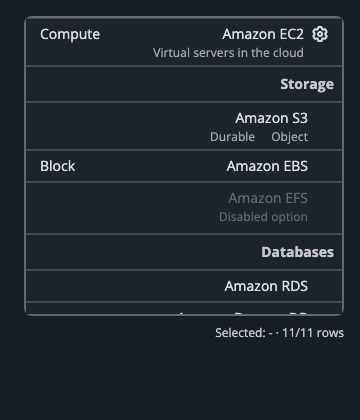 Compute Amazon EC2
Virtual servers in the cloud
Storage
Amazon S3
Durable Object
Block Amazon EBS
Amazon EFS
Disabled option
Databases
Amazon RDS
Selected: - · 11/11 rows